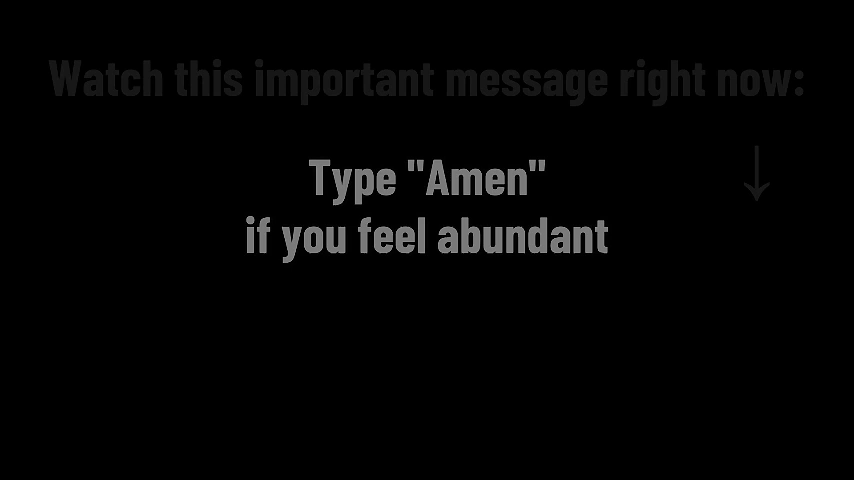 Watch this important message right now:
↓
Type "Amen"
if you feel abundant